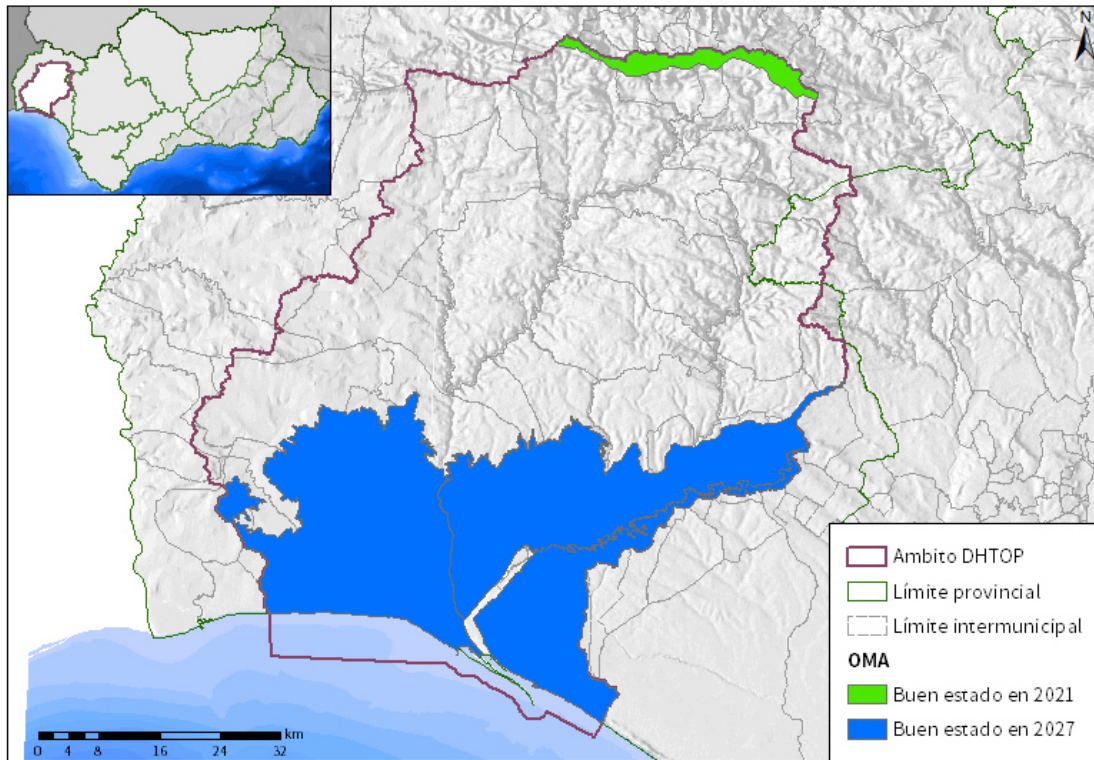 N
Ambito DHTOP
Límite provincial
Límite intermunicipal
OMA
Buen estado en 2021
Buen estado en 2027
km
0 4 8 16 24 32